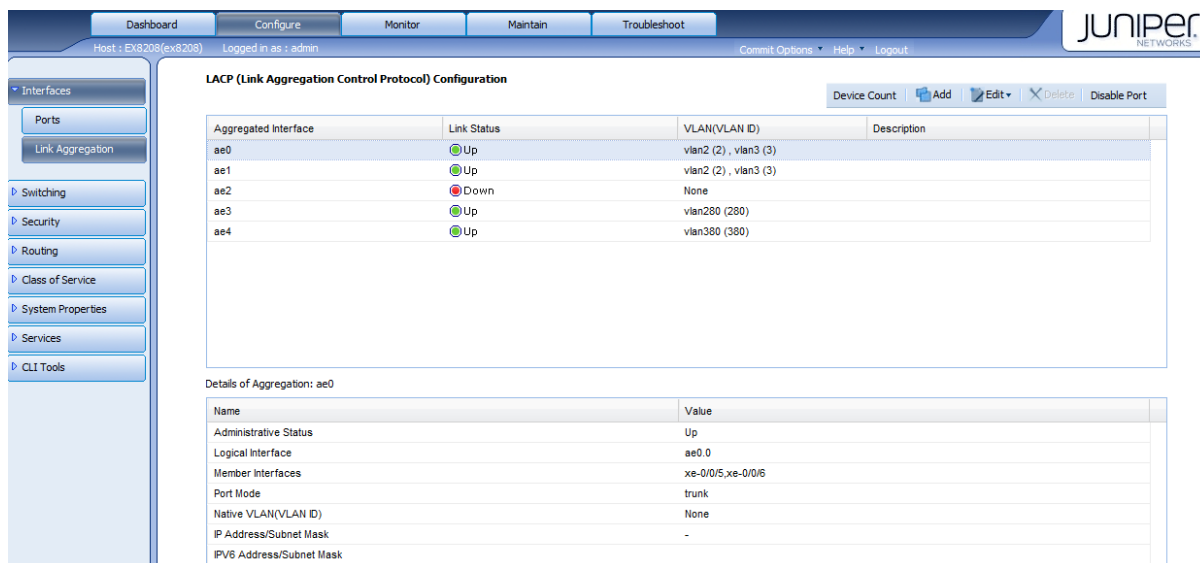 Dashboard Configure Monitor Maintain Troubleshoot
JUNIPER
NETWORKS
Host : EX8208(ex8208) Logged in as : admin Commit Options Help Logout
Interfaces
Ports
Link Aggregation
Switching
Security
Routing
Class of Service
System Properties
Services
CLI Tools
LACP (Link Aggregation Control Protocol) Configuration
Device Count Add Edit Delete Disable Port
Aggregated Interface Link Status VLAN(VLAN ID) Description
ae0 Up vlan2 (2) , vlan3 (3)
ae1 Up vlan2 (2) , vlan3 (3)
ae2 Down None
ae3 Up vlan280 (280)
ae4 Up vlan380 (380)
Details of Aggregation: ae0
Name Value
Administrative Status Up
Logical Interface ae0.0
Member Interfaces xe-0/0/5,xe-0/0/6
Port Mode trunk
Native VLAN(VLAN ID) None
IP Address/Subnet Mask -
IPV6 Address/Subnet Mask